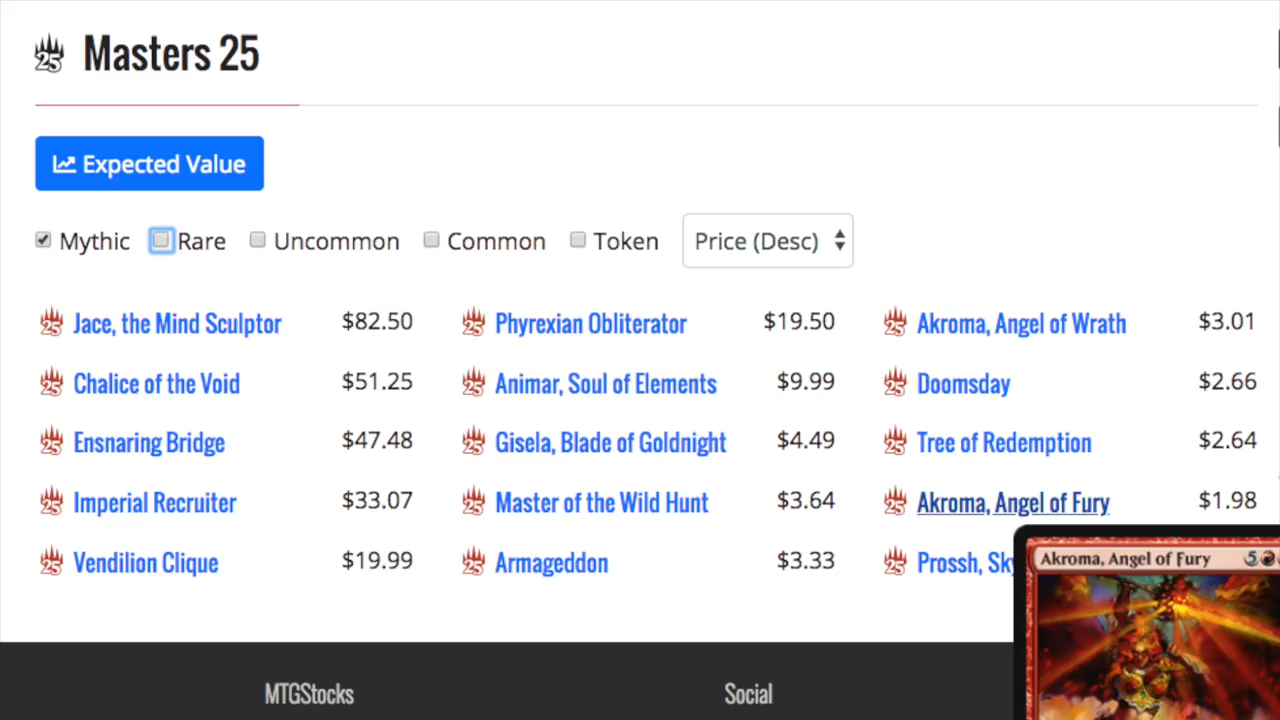 Masters 25
Expected Value
Mythic Rare Uncommon Common Token Price (Desc)
Jace, the Mind Sculptor $82.50
Chalice of the Void $51.25
Ensnaring Bridge $47.48
Imperial Recruiter $33.07
Vendilion Clique $19.99
Phyrexian Obliterator $19.50
Animar, Soul of Elements $9.99
Gisela, Blade of Goldnight $4.49
Master of the Wild Hunt $3.64
Armageddon $3.33
Akroma, Angel of Wrath $3.01
Doomsday $2.66
Tree of Redemption $2.64
Akroma, Angel of Fury $1.98
Prossh, Sky
Akroma, Angel of Fury 5
MTGStocks
Social